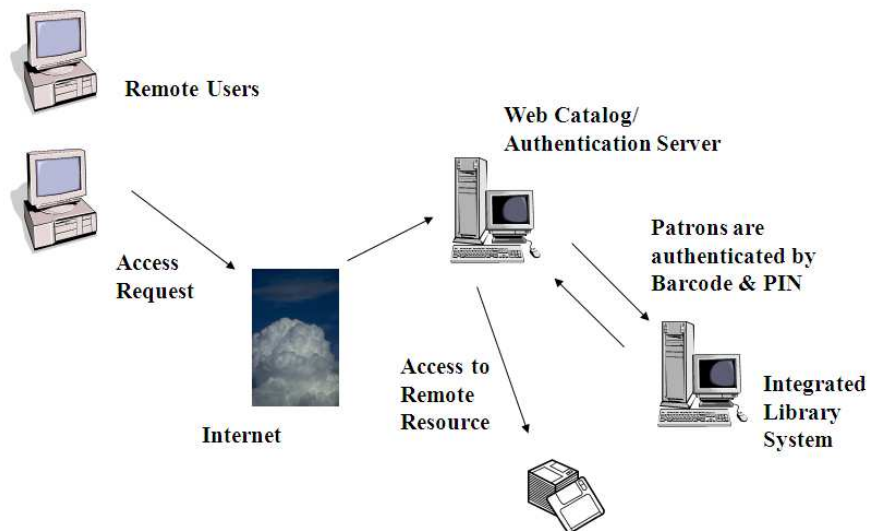 Remote Users
Web Catalog/
Authentication Server
Access
Request
Patrons are
authenticated by
Barcode & PIN
Access to
Remote
Resource
Integrated
Library
System
Internet